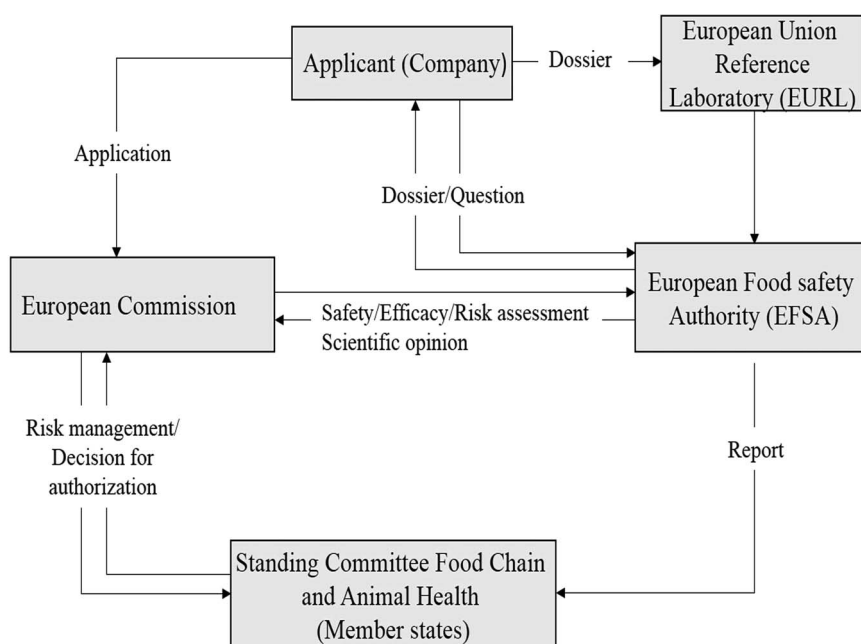 Applicant (Company)
Dossier
European Union
Reference
Laboratory (EURL)
Application
Dossier/Question
European Commission
European Food safety
Authority (EFSA)
Safety/Efficacy/Risk assessment
Scientific opinion
Risk management/
Decision for
authorization
Report
Standing Committee Food Chain
and Animal Health
(Member states)